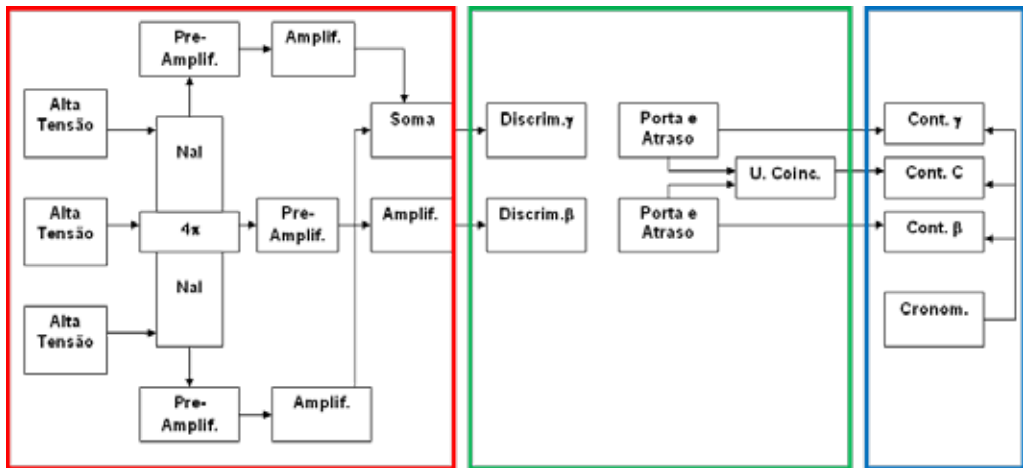 Pre-
Amplif.
Amplif.
Alta
Tensão
NaI
Soma
Discrim.γ
Porta e
Atraso
Cont. γ
U. Coinc.
Cont. C
Alta
Tensão
4π
Pre-
Amplif.
Amplif.
Discrim.β
Porta e
Atraso
Cont. β
NaI
Alta
Tensão
Cronom.
Pre-
Amplif.
Amplif.